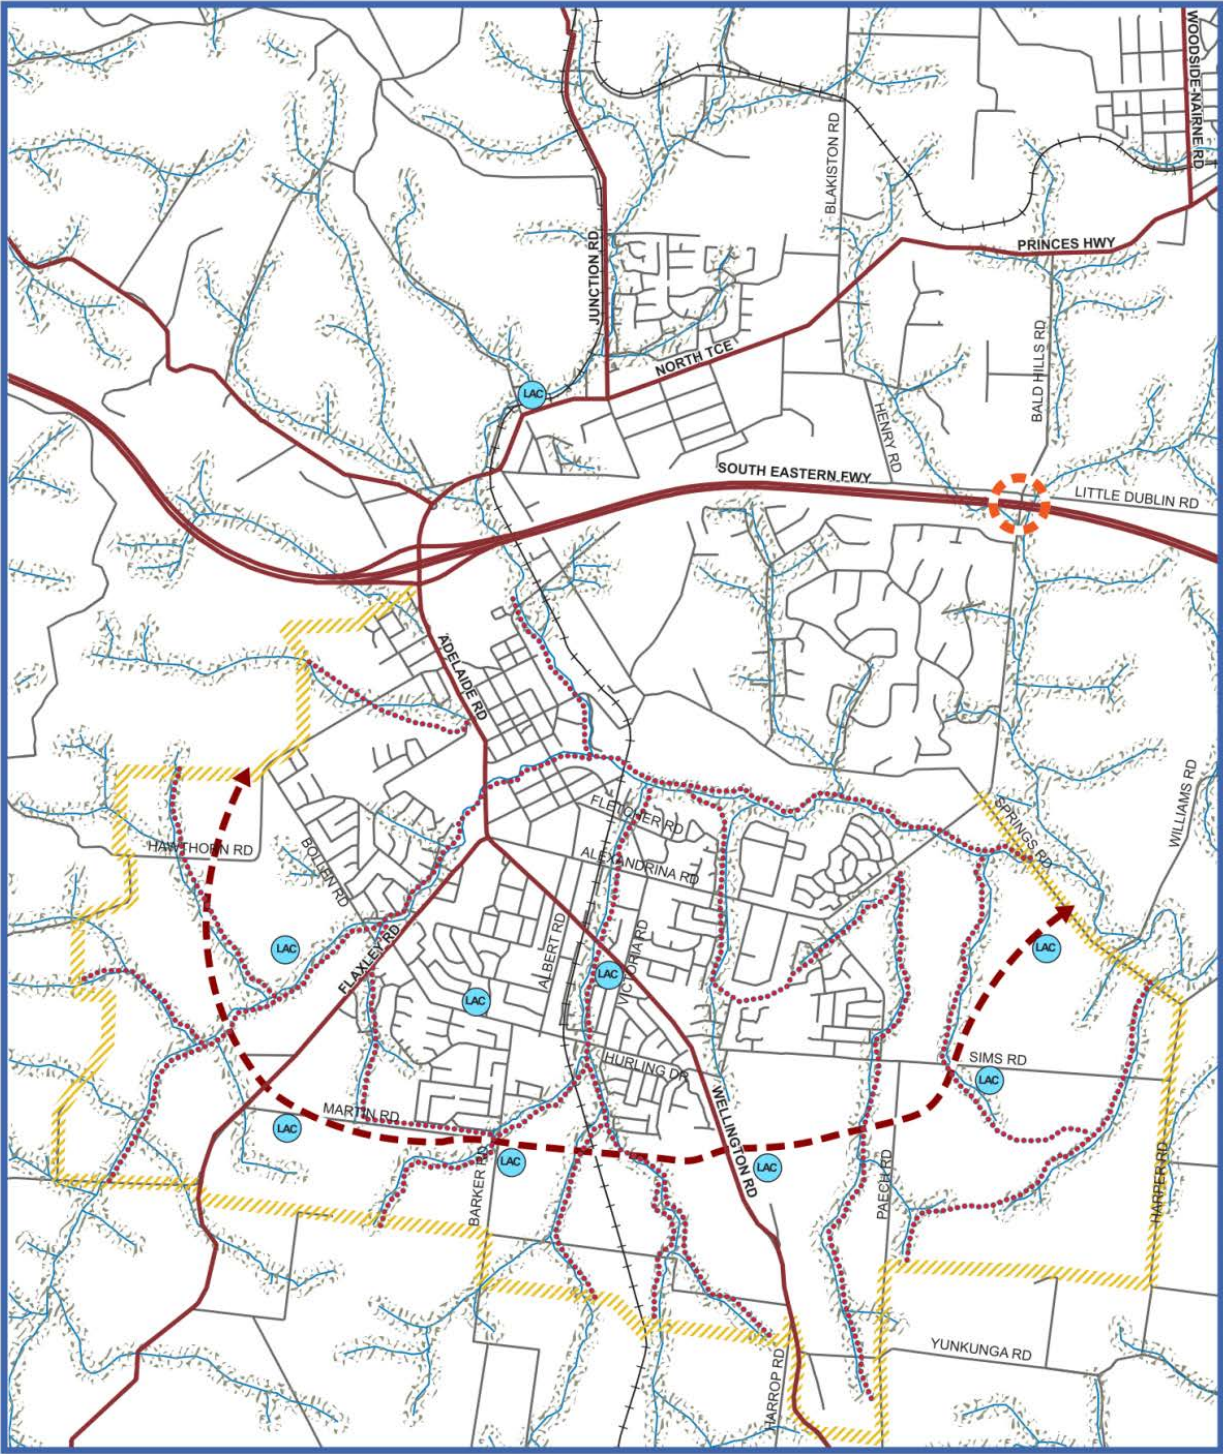 WOODSIDE-NAIRNE RD
BLAKISTON RD
PRINCES HWY
JUNCTION RD
NORTH TCE
BALD HILLS RD
LAC
HENRY RD
SOUTH EASTERN FWY
LITTLE DUBLIN RD
ADELAIDE RD
WILLIAMS RD
FLETCHER RD
SPRINGS RD
HAWTHORN RD
BOLLEN RD
ALEXANDRINA RD
ALBERT RD
VICTORIA RD
FLAXLEY RD
LAC
LAC
LAC
LAC
HURLING DR
SIMS RD
LAC
MARTIN RD
WELLINGTON RD
LAC
LAC
LAC
BARKER RD
PAECH RD
HARPER RD
YUNKUNGA RD
HARROP RD